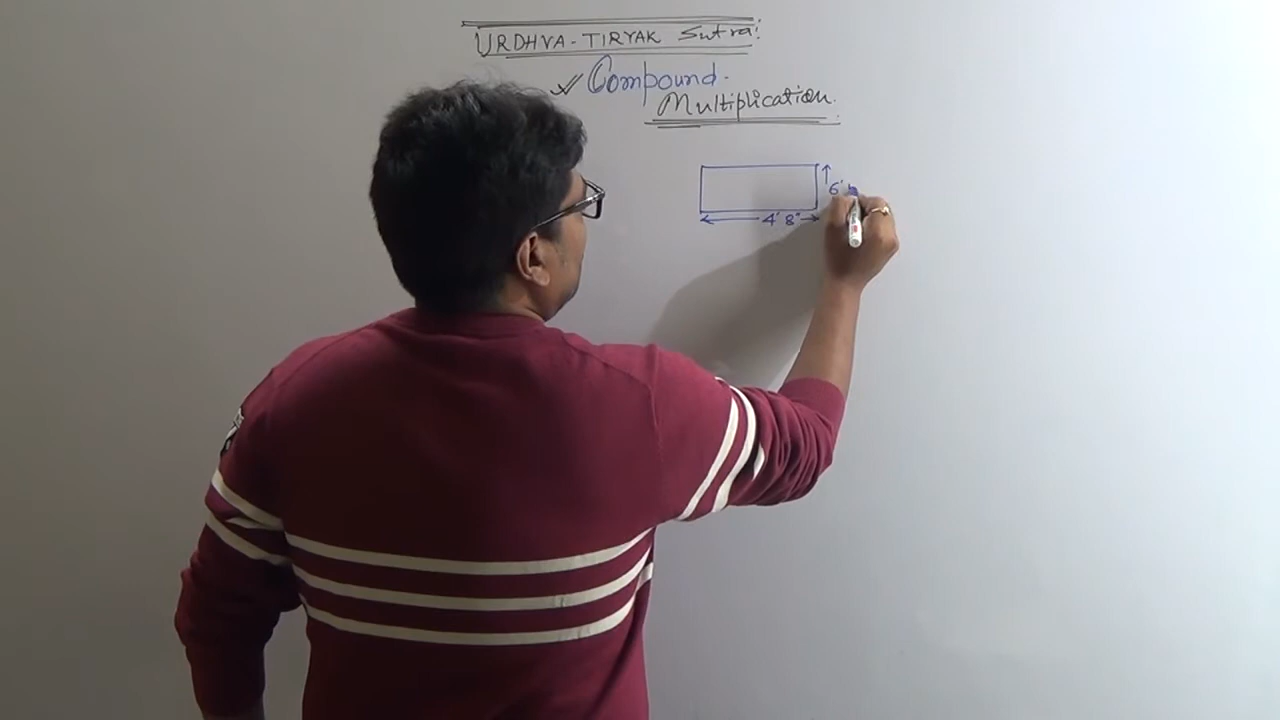 URDHVA-TIRYAK Sutra:
Compound
Multiplication.
6'
4' 8"